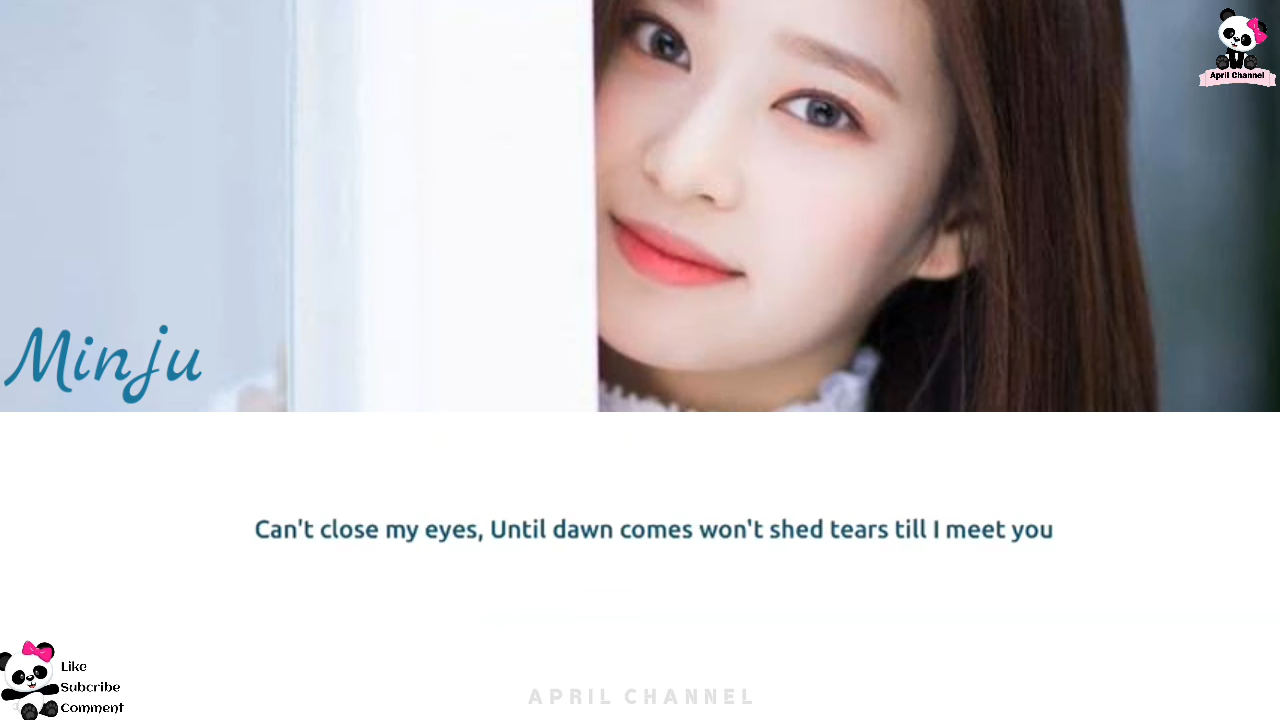 April Channel
Minju
Can't close my eyes, Until dawn comes won't shed tears till I meet you
Like
Subcribe
Comment
APRIL CHANNEL